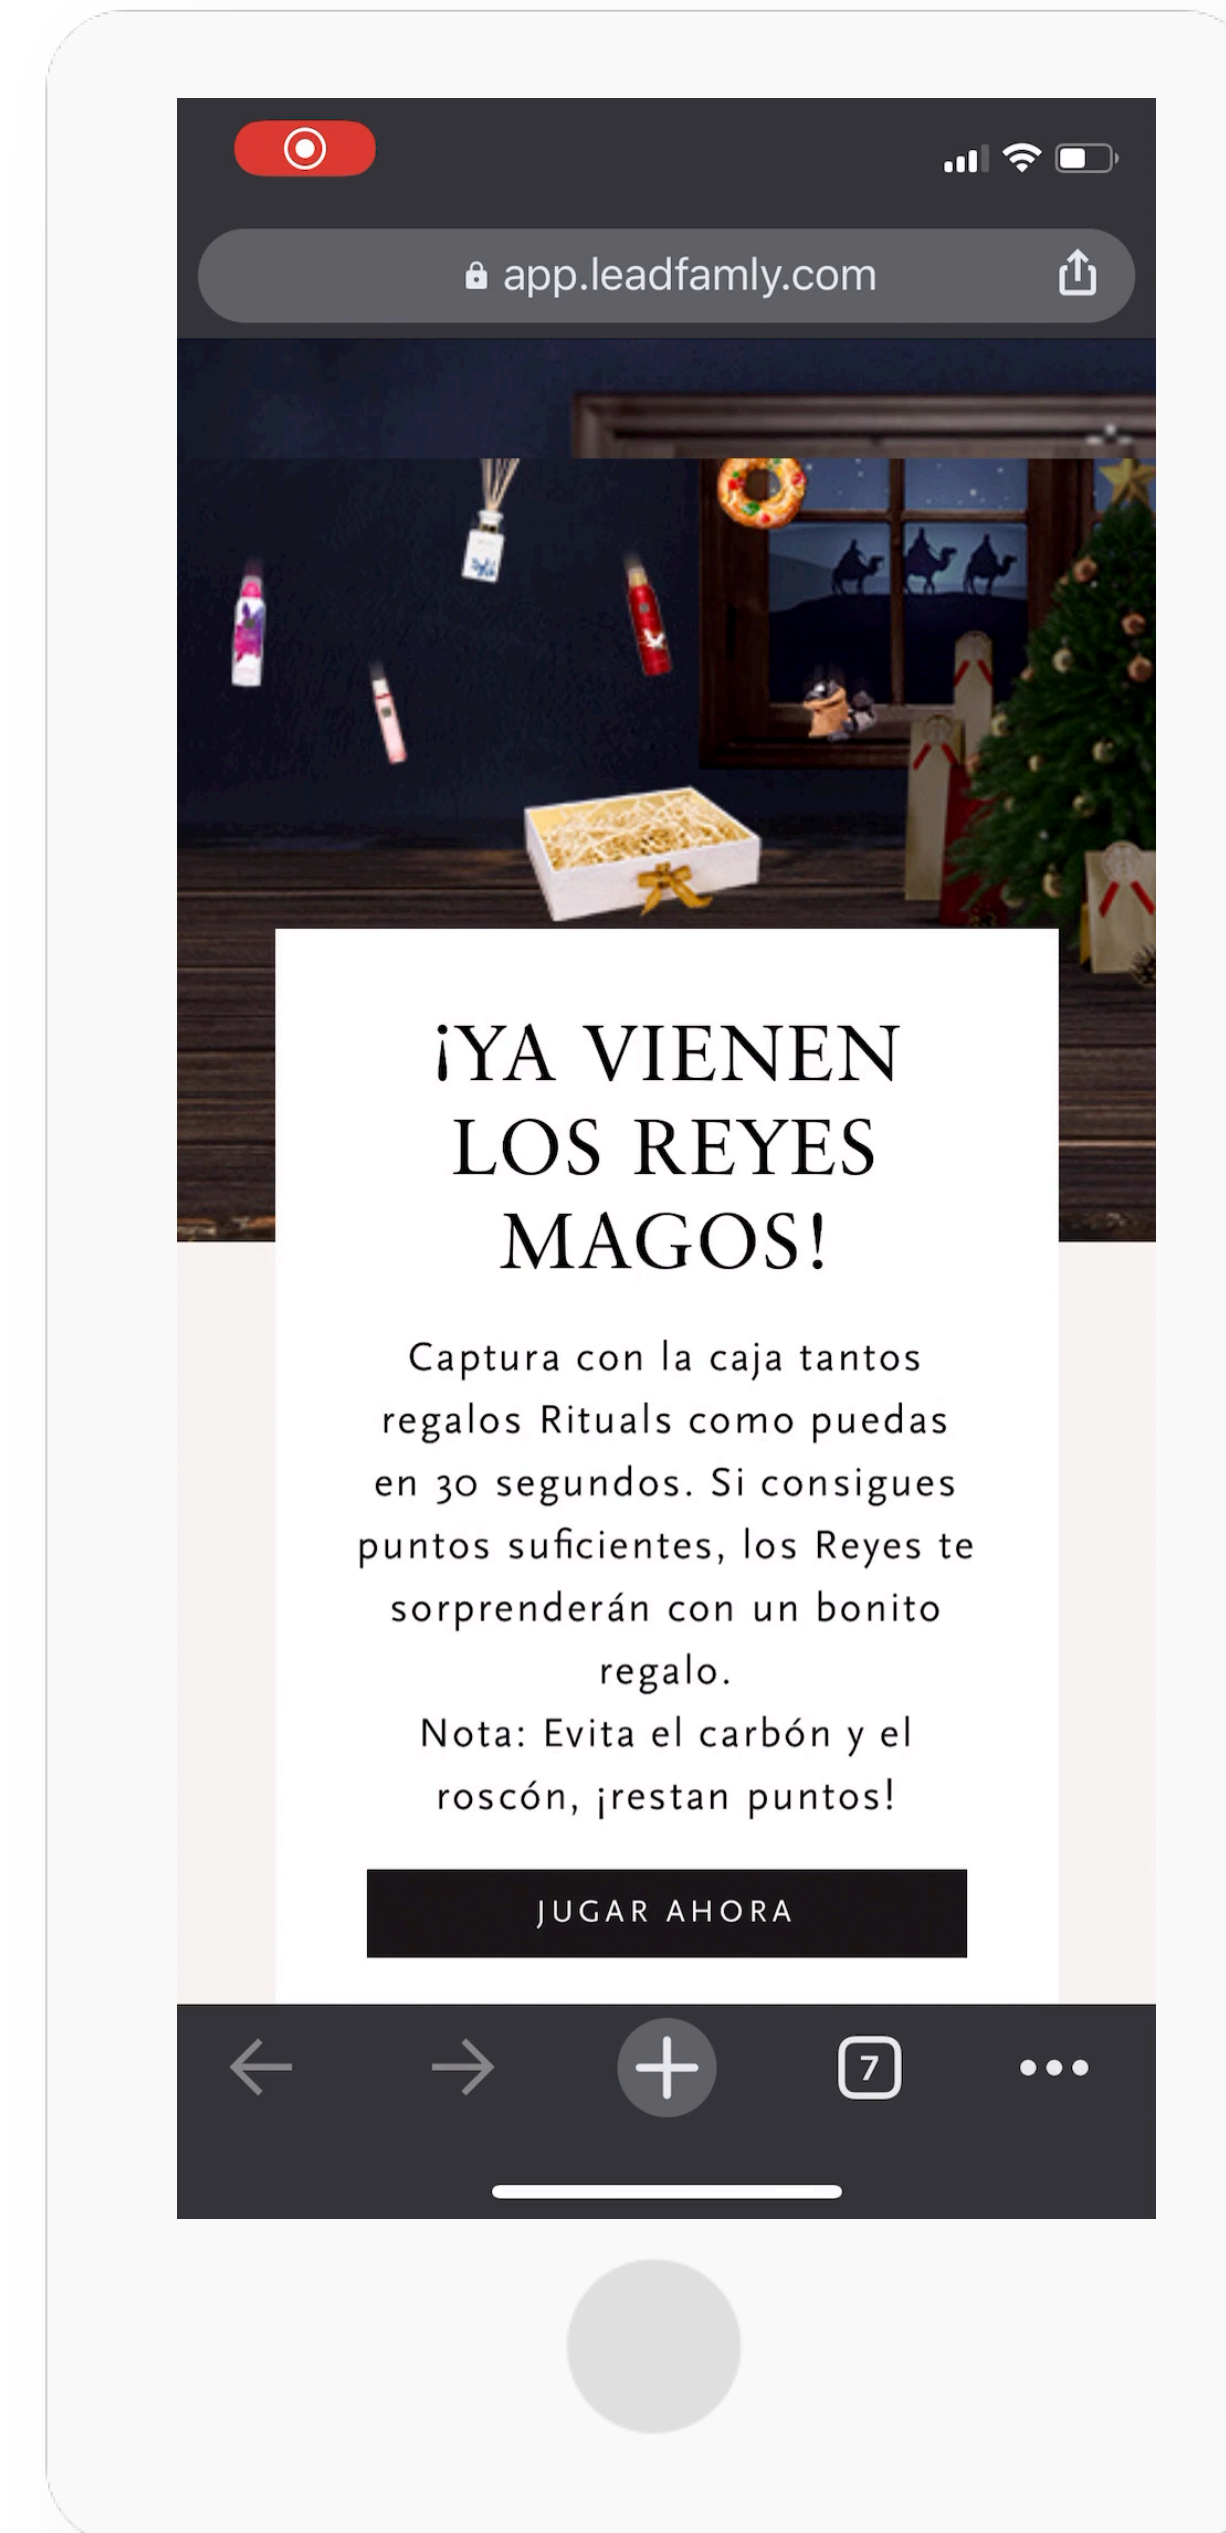 app.leadfamly.com
¡YA VIENEN
LOS REYES
MAGOS!
Captura con la caja tantos
regalos Rituals como puedas
en 30 segundos. Si consigues
puntos suficientes, los Reyes te
sorprenderán con un bonito
regalo.
Nota: Evita el carbón y el
roscón, ¡restan puntos!
JUGAR AHORA
7